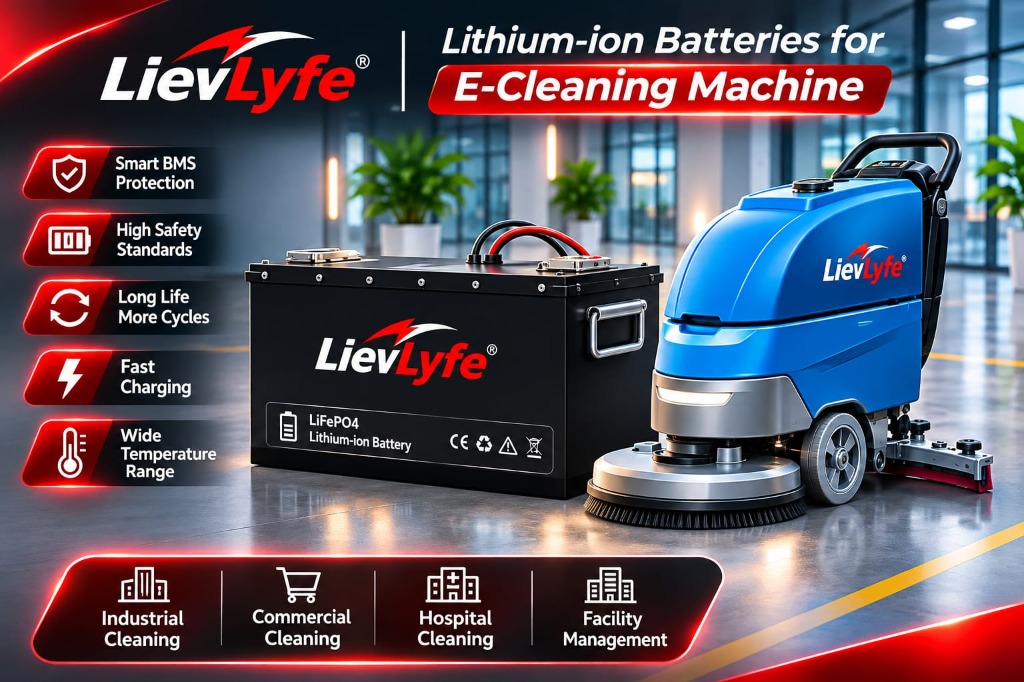 LievLyfe®
Lithium-ion Batteries for
E-Cleaning Machine
Smart BMS
Protection
High Safety
Standards
Long Life
More Cycles
Fast
Charging
Wide
Temperature
Range
LievLyfe®
LiFePO4
Lithium-ion Battery
CE
LievLyfe®
Industrial
Cleaning
Commercial
Cleaning
Hospital
Cleaning
Facility
Management